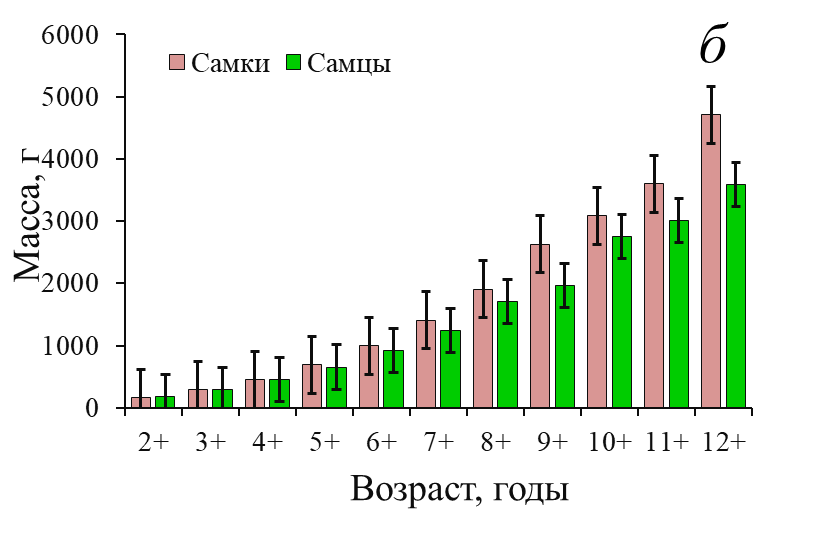 б
6000
Самки Самцы
5000
4000
3000
2000
1000
0
Масса, г
2+ 3+ 4+ 5+ 6+ 7+ 8+ 9+ 10+ 11+ 12+
Возраст, годы